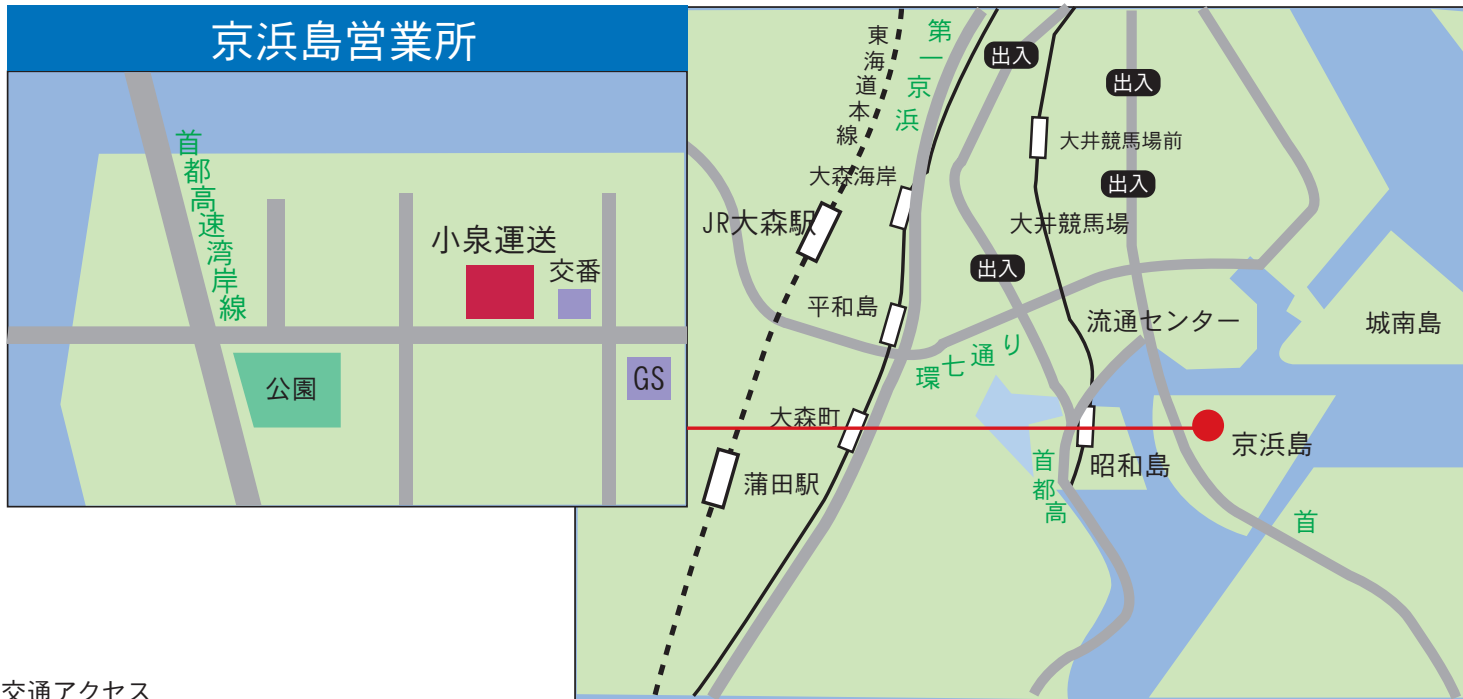 京浜島営業所
首都高速湾岸線
小泉運送
交番
公園
GS
東海道本線
第一京浜
出入
出入
大井競馬場前
大森海岸
出入
JR大森駅
大井競馬場
出入
平和島
流通センター
城南島
環七通り
大森町
京浜島
昭和島
蒲田駅
首都高
首
交通アクセス